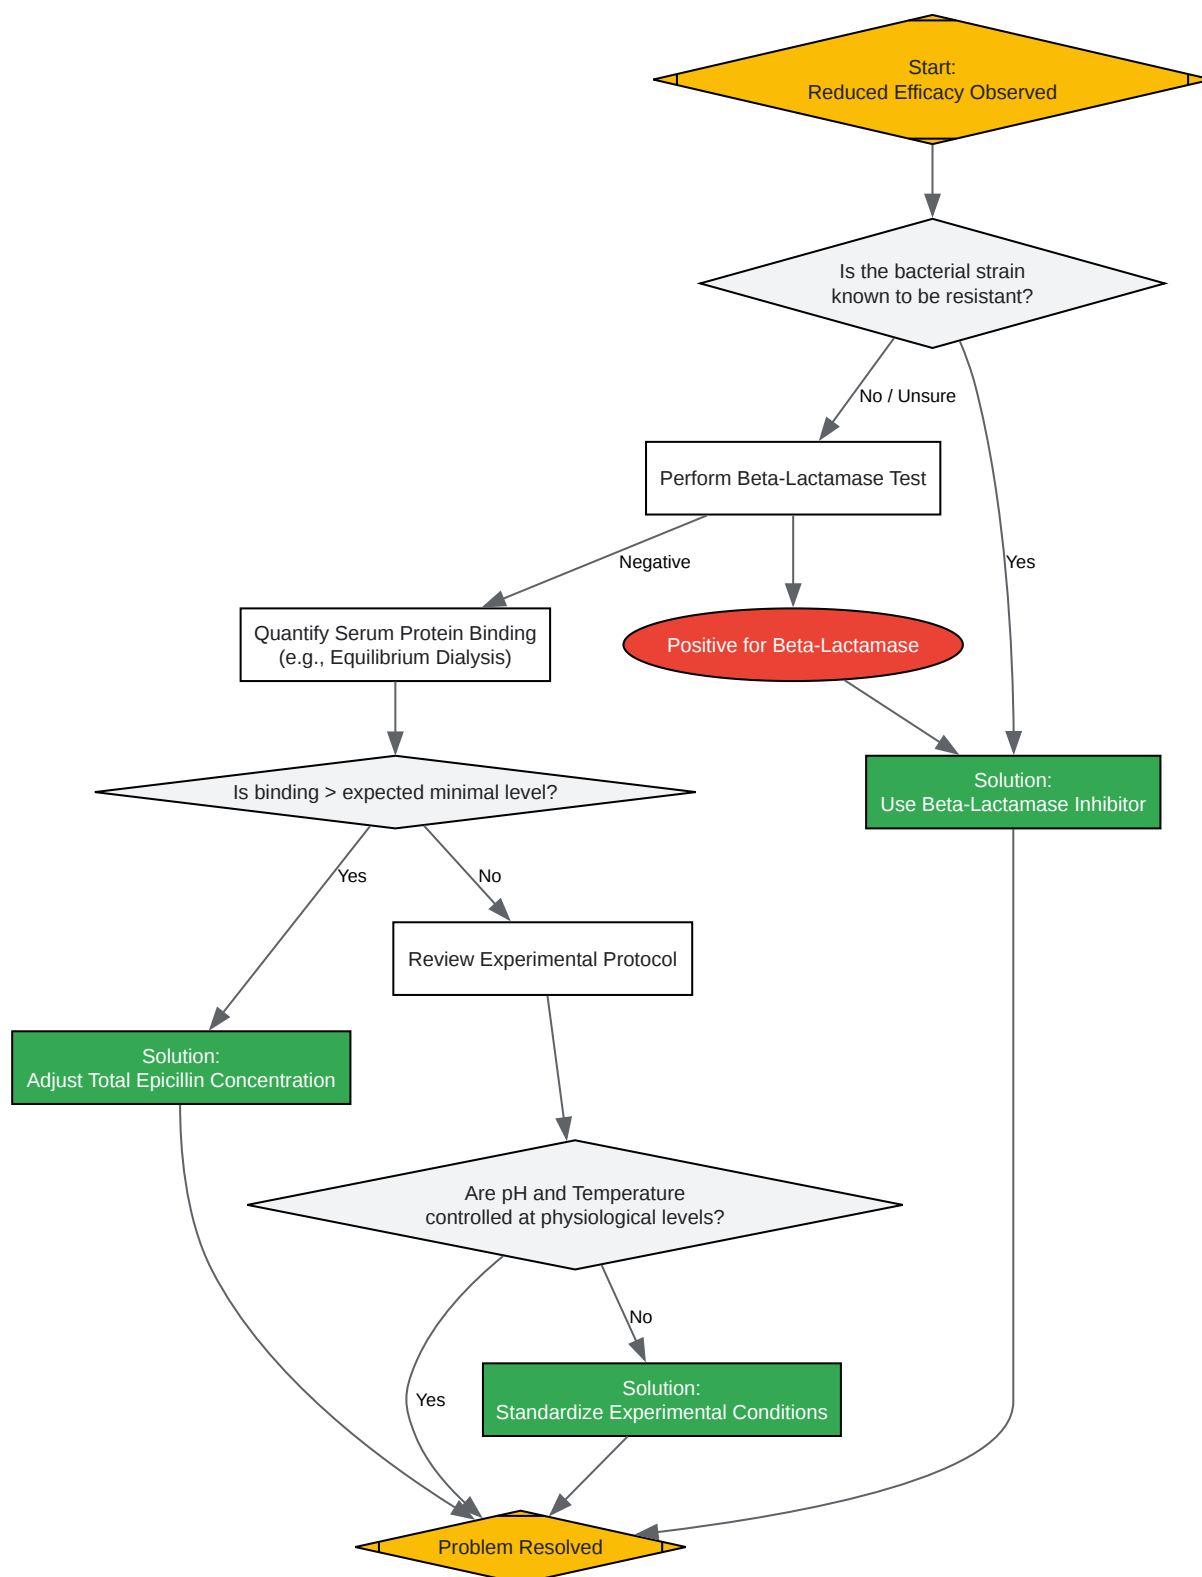 Start:
Reduced Efficacy Observed
Is the bacterial strain
known to be resistant?
No / Unsure
Perform Beta-Lactamase Test
Negative
Yes
Quantify Serum Protein Binding
(e.g., Equilibrium Dialysis)
Positive for Beta-Lactamase
Is binding > expected minimal level?
Solution:
Use Beta-Lactamase Inhibitor
Yes
No
Review Experimental Protocol
Solution:
Adjust Total Epicillin Concentration
Are pH and Temperature
controlled at physiological levels?
No
Yes
Solution:
Standardize Experimental Conditions
Problem Resolved